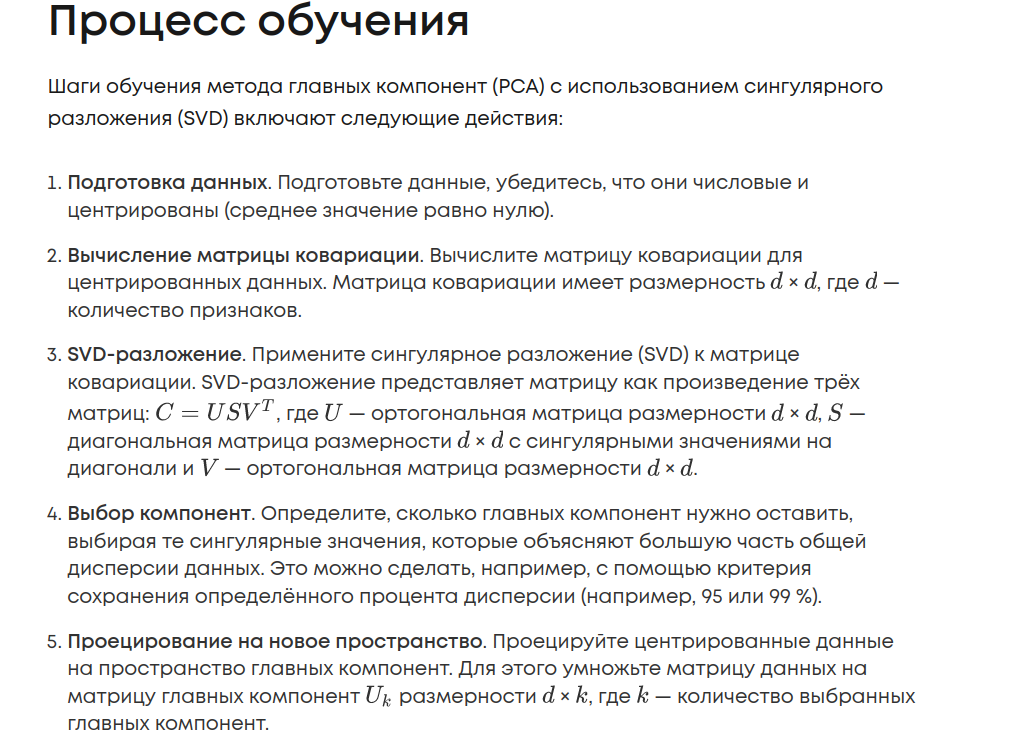 Процесс обучения
Шаги обучения метода главных компонент (PCA) с использованием сингулярного
разложения (SVD) включают следующие действия:
1. Подготовка данных. Подготовьте данные, убедитесь, что они числовые и
центрированы (среднее значение равно нулю).
2. Вычисление матрицы ковариации. Вычислите матрицу ковариации для
центрированных данных. Матрица ковариации имеет размерность d × d, где d —
количество признаков.
3. SVD-разложение. Примените сингулярное разложение (SVD) к матрице
ковариации. SVD-разложение представляет матрицу как произведение трёх
матриц: C = USV^T, где U — ортогональная матрица размерности d × d, S —
диагональная матрица размерности d × d с сингулярными значениями на
диагонали и V — ортогональная матрица размерности d × d.
4. Выбор компонент. Определите, сколько главных компонент нужно оставить,
выбирая те сингулярные значения, которые объясняют большую часть общей
дисперсии данных. Это можно сделать, например, с помощью критерия
сохранения определённого процента дисперсии (например, 95 или 99 %).
5. Проецирование на новое пространство. Проецируйте центрированные данные
на пространство главных компонент. Для этого умножьте матрицу данных на
матрицу главных компонент U_k размерности d × k, где k — количество выбранных
главных компонент.